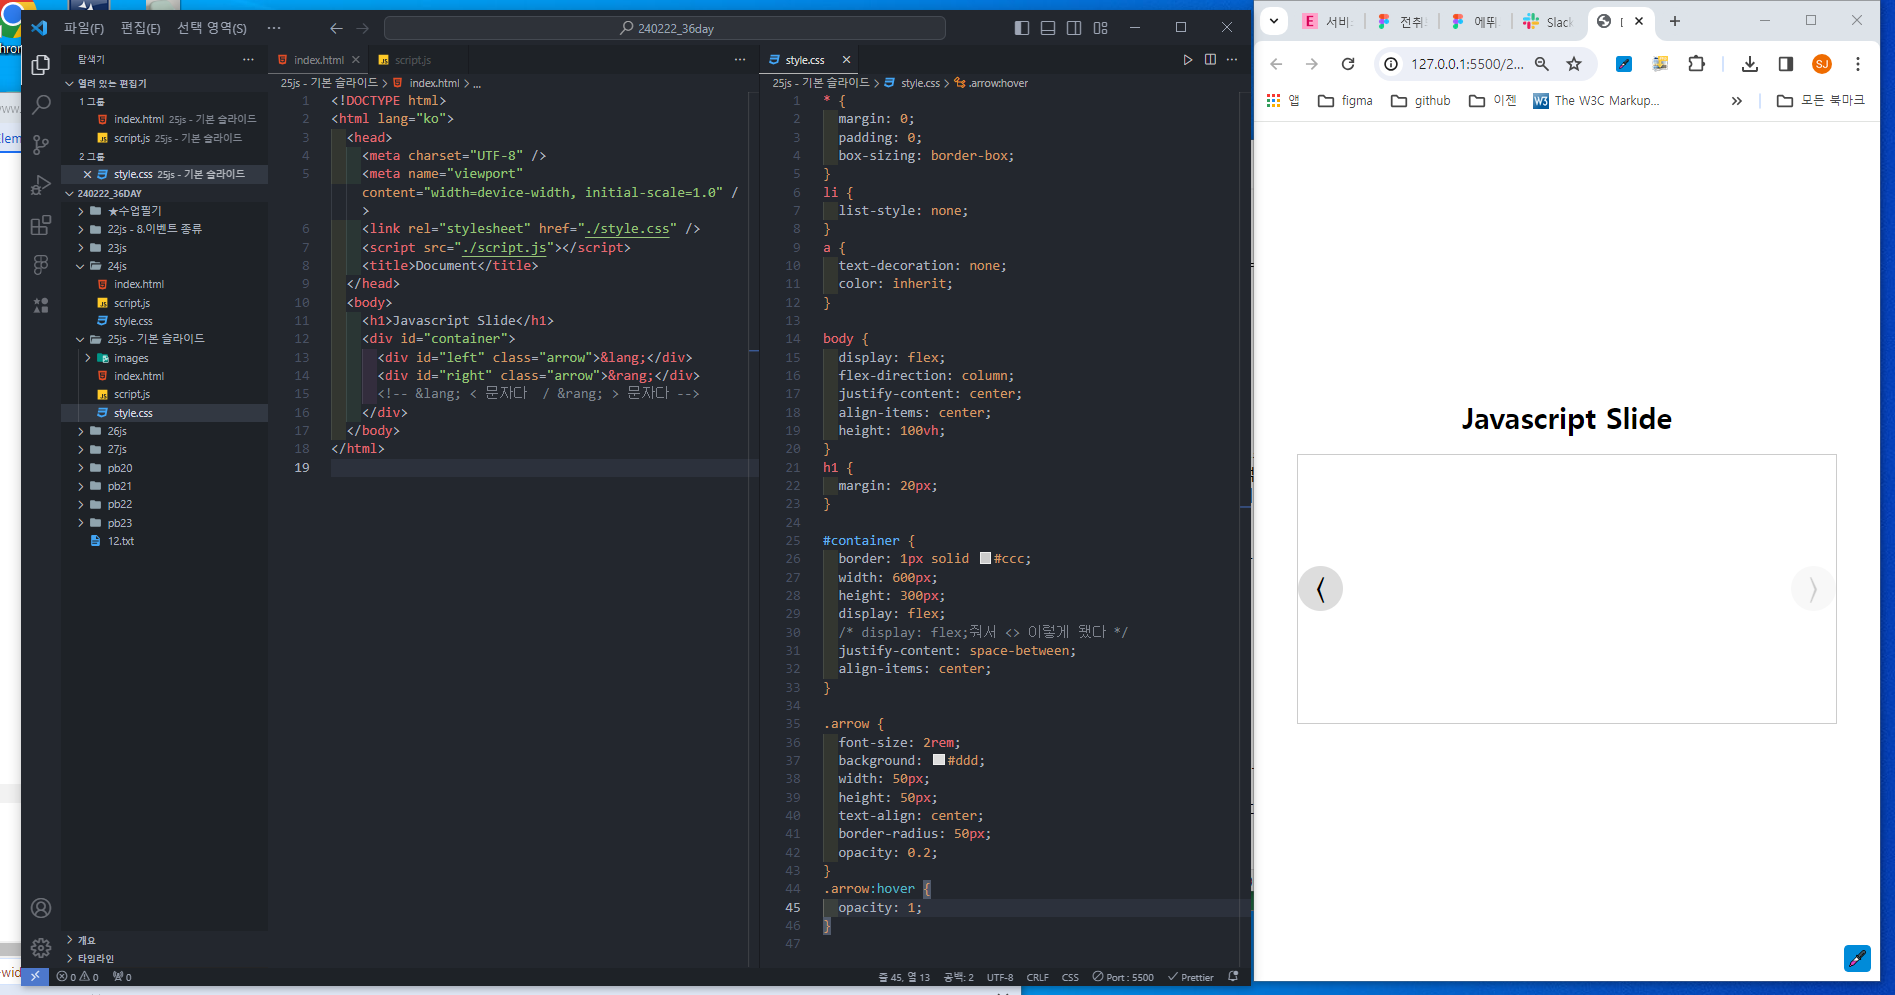 파일(F) 편집(E) 선택 영역(S) ···
240222_36day
탐색기
열려 있는 편집기
1 그룹
index.html 25js - 기본 슬라이드
script.js 25js - 기본 슬라이드
2 그룹
style.css 25js - 기본 슬라이드
240222_36DAY
★수업필기
22js - 8.이벤트 종류
23js
24js
index.html
script.js
style.css
25js - 기본 슬라이드
images
index.html
script.js
style.css
26js
27js
pb20
pb21
pb22
pb23
12.txt
개요
타임라인
index.html
script.js
25js - 기본 슬라이드 > index.html > ...
1 <!DOCTYPE html>
2 <html lang="ko">
3 <head>
4 <meta charset="UTF-8" />
5 <meta name="viewport"
content="width=device-width, initial-scale=1.0" /
>
6 <link rel="stylesheet" href="./style.css" />
7 <script src="./script.js"></script>
8 <title>Document</title>
9 </head>
10 <body>
11 <h1>Javascript Slide</h1>
12 <div id="container">
13 <div id="left" class="arrow">&lang;</div>
14 <div id="right" class="arrow">&rang;</div>
15 <!-- &lang; < 문자다 / &rang; > 문자다 -->
16 </div>
17 </body>
18 </html>
19
style.css
25js - 기본 슬라이드 > style.css > .arrow:hover
1 * {
2 margin: 0;
3 padding: 0;
4 box-sizing: border-box;
5 }
6 li {
7 list-style: none;
8 }
9 a {
10 text-decoration: none;
11 color: inherit;
12 }
13
14 body {
15 display: flex;
16 flex-direction: column;
17 justify-content: center;
18 align-items: center;
19 height: 100vh;
20 }
21 h1 {
22 margin: 20px;
23 }
24
25 #container {
26 border: 1px solid #ccc;
27 width: 600px;
28 height: 300px;
29 display: flex;
30 /* display: flex;줘서 <> 이렇게 됐다 */
31 justify-content: space-between;
32 align-items: center;
33 }
34
35 .arrow {
36 font-size: 2rem;
37 background: #ddd;
38 width: 50px;
39 height: 50px;
40 text-align: center;
41 border-radius: 50px;
42 opacity: 0.2;
43 }
44 .arrow:hover {
45 opacity: 1;
46 }
47
0 0 0
줄 45, 열 13 공백: 2 UTF-8 CRLF CSS Port : 5500 Prettier
E 서비 전취 에뛰 Slack
127.0.0.1:5500/2...
SJ
앱 figma github 이젠 W3 The W3C Markup... » 모든 북마크
Javascript Slide
〈 〉